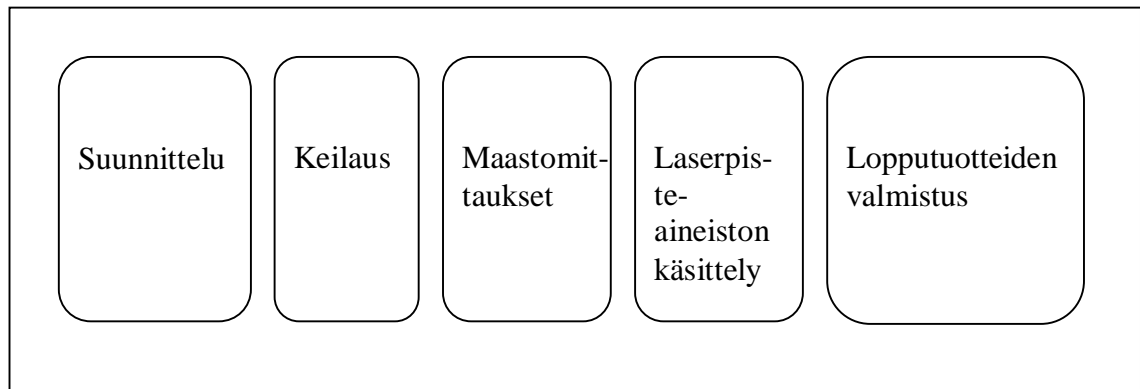 Suunnittelu
Keilaus
Maastomit-
taukset
Laserpis-
te-
aineiston
käsittely
Lopputuotteiden
valmistus